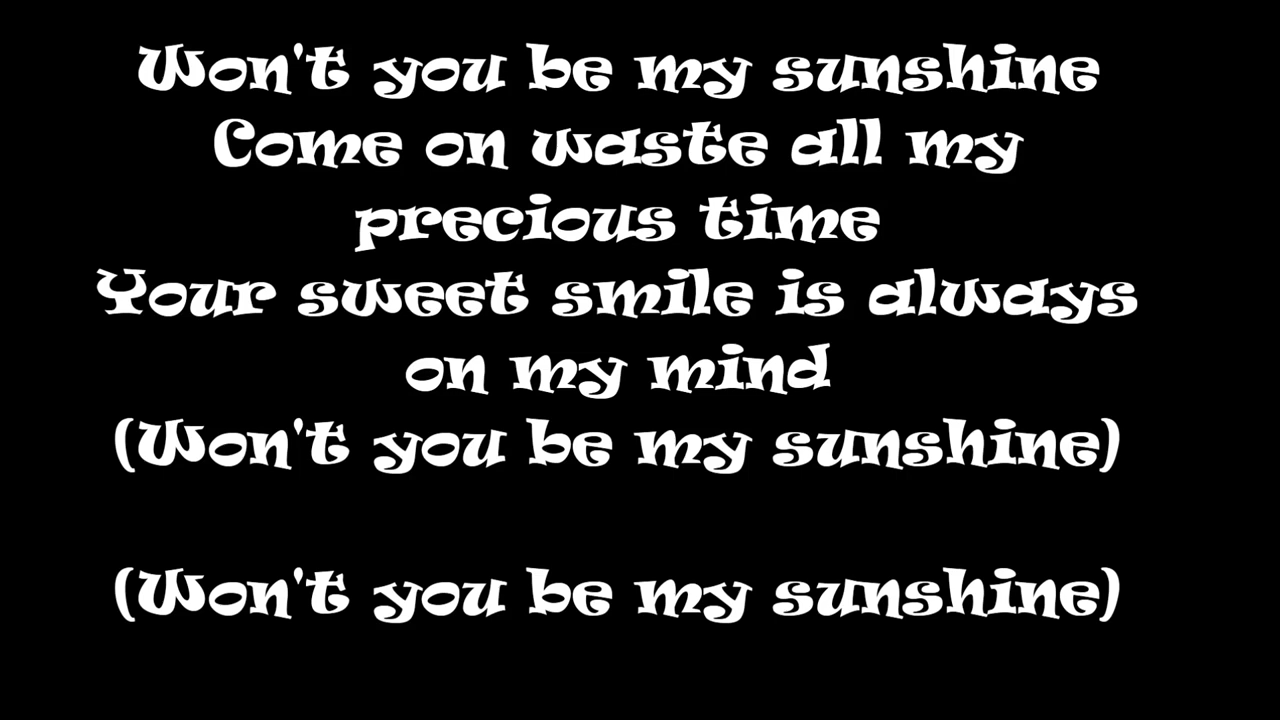 Won't you be my sunshine
Come on waste all my
precious time
Your sweet smile is always
on my mind
(Won't you be my sunshine)
(Won't you be my sunshine)